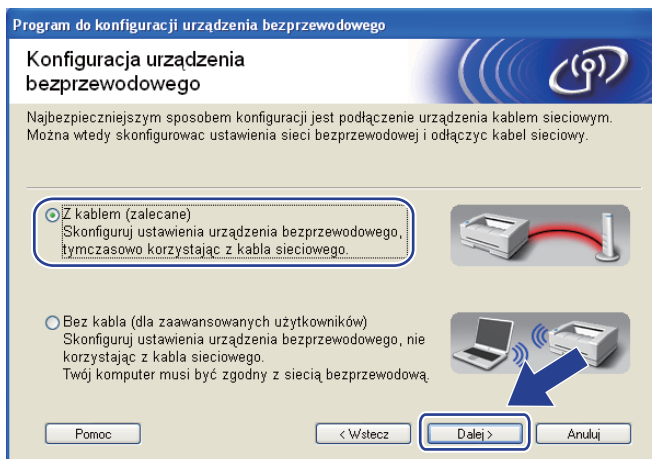 Program do konfiguracji urządzenia bezprzewodowego
Konfiguracja urządzenia
bezprzewodowego
Najbezpieczniejszym sposobem konfiguracji jest podłączenie urządzenia kablem sieciowym.
Można wtedy skonfigurowac ustawienia sieci bezprzewodowej i odłączyc kabel sieciowy.
Z kablem (zalecane)
Skonfiguruj ustawienia urządzenia bezprzewodowego,
tymczasowo korzystając z kabla sieciowego.
Bez kabla (dla zaawansowanych użytkowników)
Skonfiguruj ustawienia urządzenia bezprzewodowego, nie
korzystając z kabla sieciowego.
Twój komputer musi być zgodny z siecią bezprzewodową.
Pomoc
< Wstecz
Dalej >
Anuluj